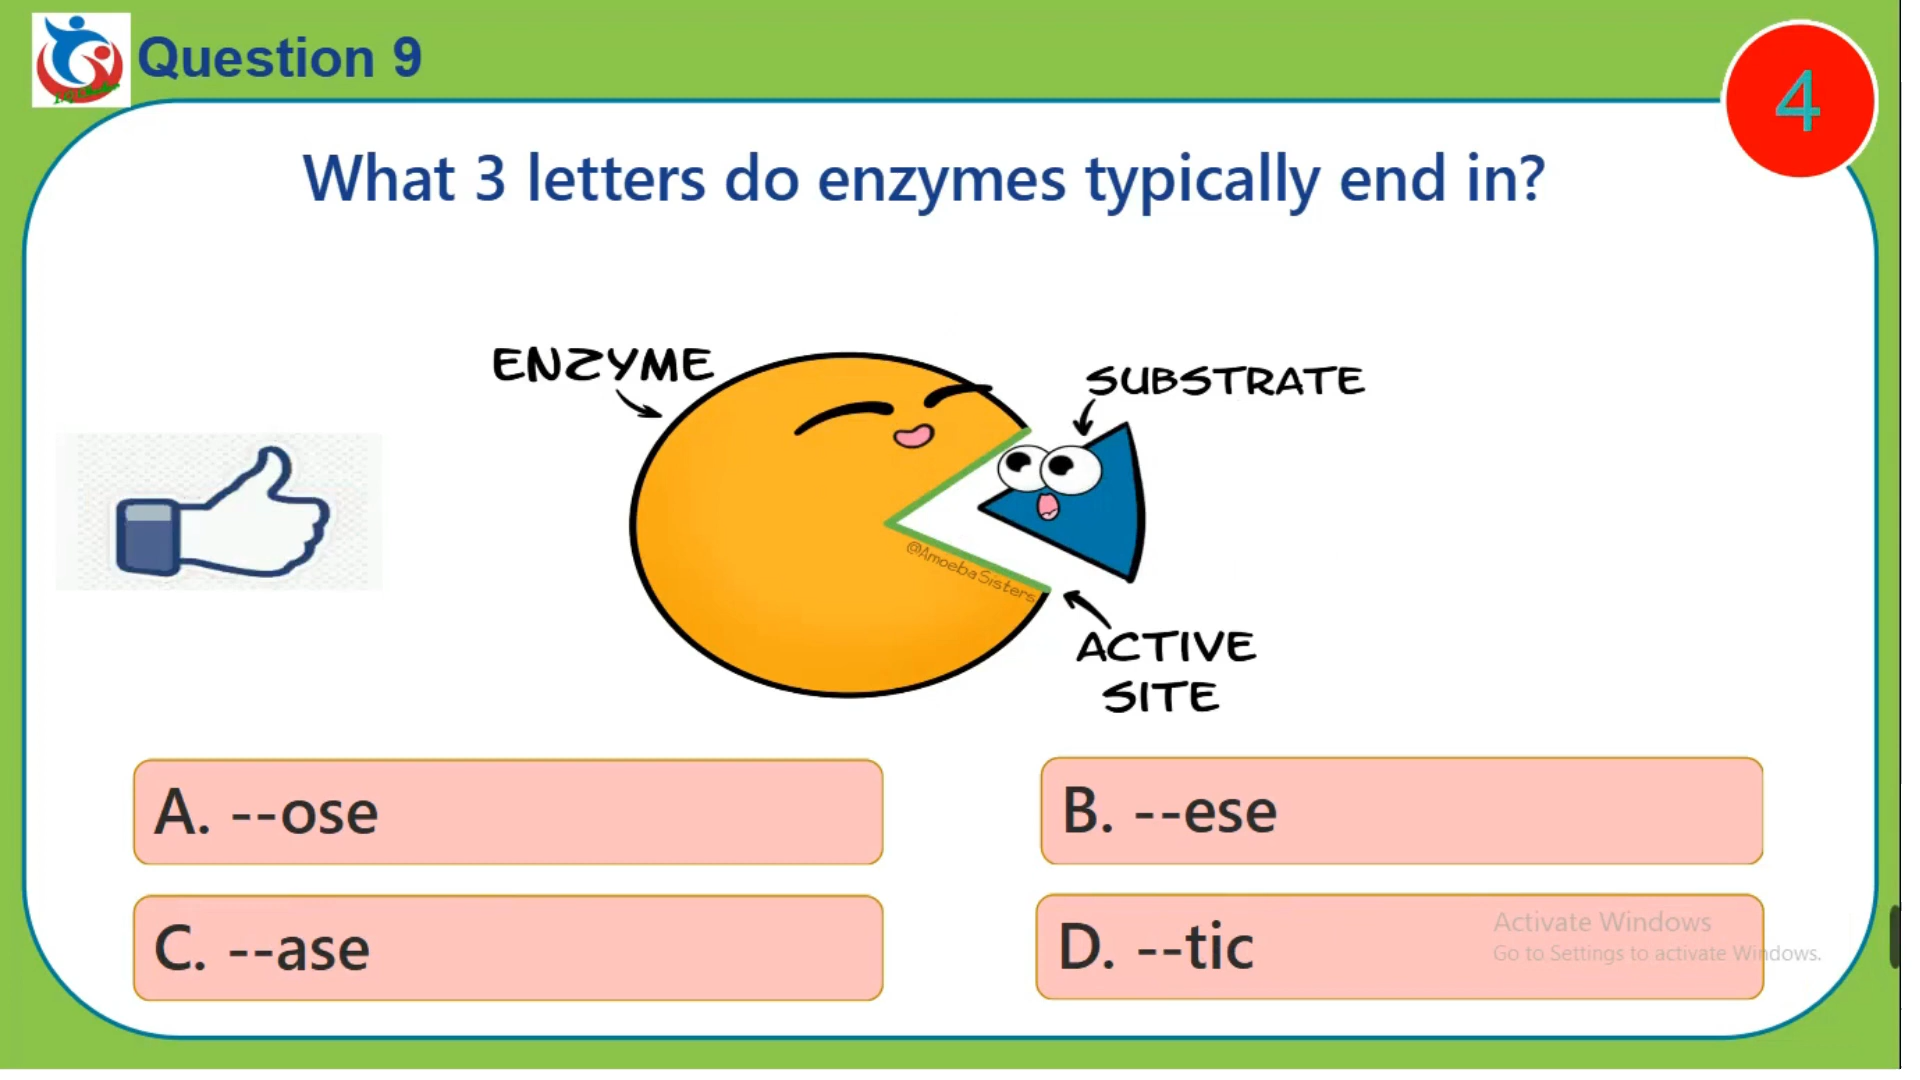 Question 9
4
What 3 letters do enzymes typically end in?
ENZYME
SUBSTRATE
@AmoebaSisters
ACTIVE
SITE
A. --ose
B. --ese
C. --ase
D. --tic
Activate Windows
Go to Settings to activate Windows.